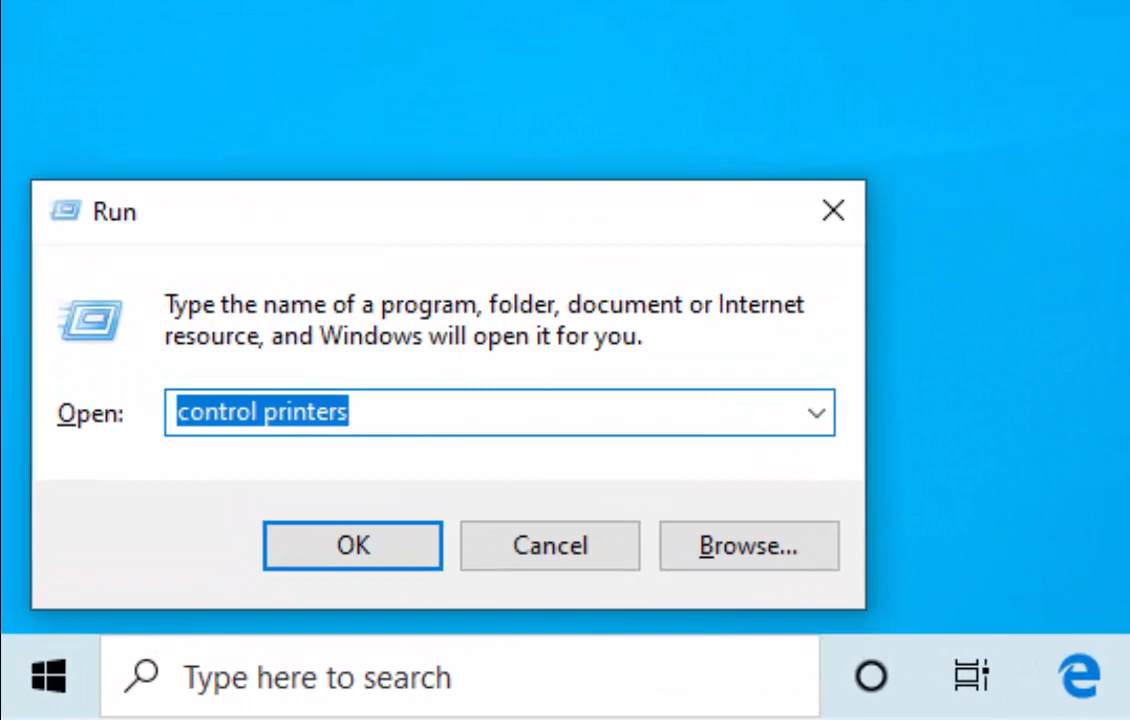 Run
Type the name of a program, folder, document or Internet
resource, and Windows will open it for you.
Open: control printers
OK Cancel Browse...
Type here to search